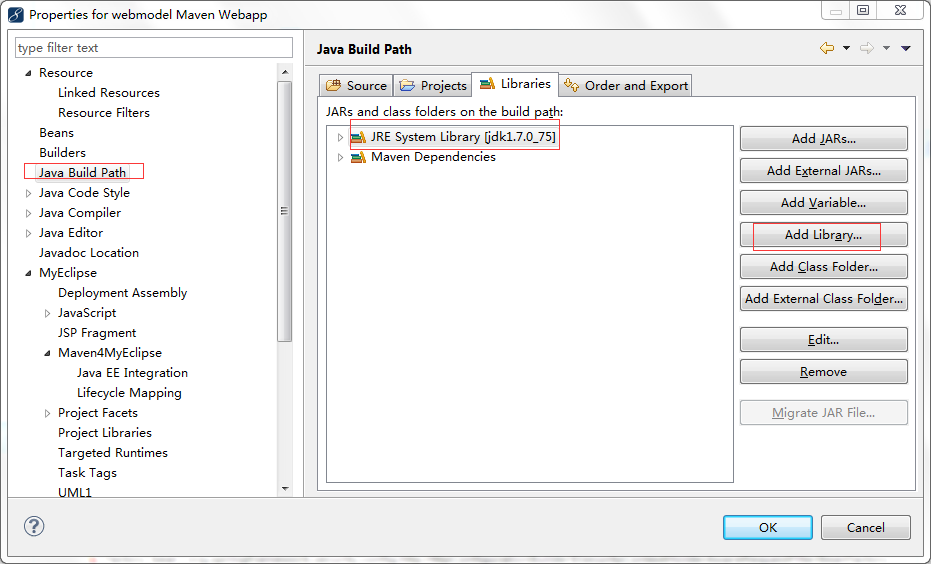 Properties for webmodel Maven Webapp
type filter text
Resource
Linked Resources
Resource Filters
Beans
Builders
Java Build Path
Java Code Style
Java Compiler
Java Editor
Javadoc Location
MyEclipse
Deployment Assembly
JavaScript
JSP Fragment
Maven4MyEclipse
Java EE Integration
Lifecycle Mapping
Project Facets
Project Libraries
Targeted Runtimes
Task Tags
UML1
Java Build Path
Source Projects Libraries Order and Export
JARs and class folders on the build path:
JRE System Library [jdk1.7.0_75]
Maven Dependencies
Add JARs...
Add External JARs...
Add Variable...
Add Library...
Add Class Folder...
Add External Class Folder...
Edit...
Remove
Migrate JAR File...
?
OK Cancel